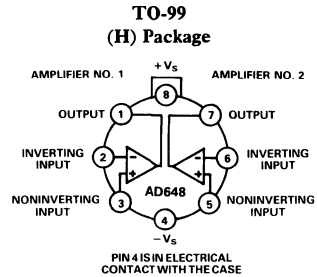 TO-99
(H) Package
+VS
AMPLIFIER NO. 1 AMPLIFIER NO. 2
8
OUTPUT 1 7 OUTPUT
INVERTING INPUT 2 − − 6 INVERTING INPUT
+ +
AD648
NONINVERTING INPUT 3 5 NONINVERTING INPUT
4
−VS
PIN 4 IS IN ELECTRICAL
CONTACT WITH THE CASE